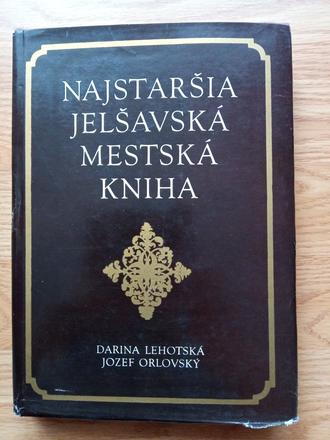 NAJSTARŠIA
JELŠAVSKÁ
MESTSKÁ
KNIHA
DARINA LEHOTSKÁ
JOZEF ORLOVSKÝ